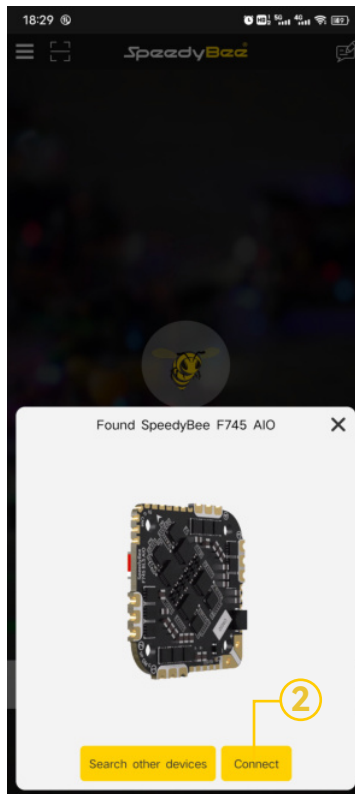 18:29
SpeedyBee
Found SpeedyBee F745 AIO
2
Search other devices
Connect